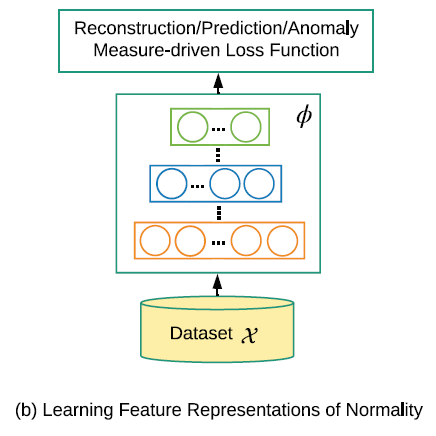 Reconstruction/Prediction/Anomaly
Measure-driven Loss Function
ϕ
Dataset 𝒳
(b) Learning Feature Representations of Normality